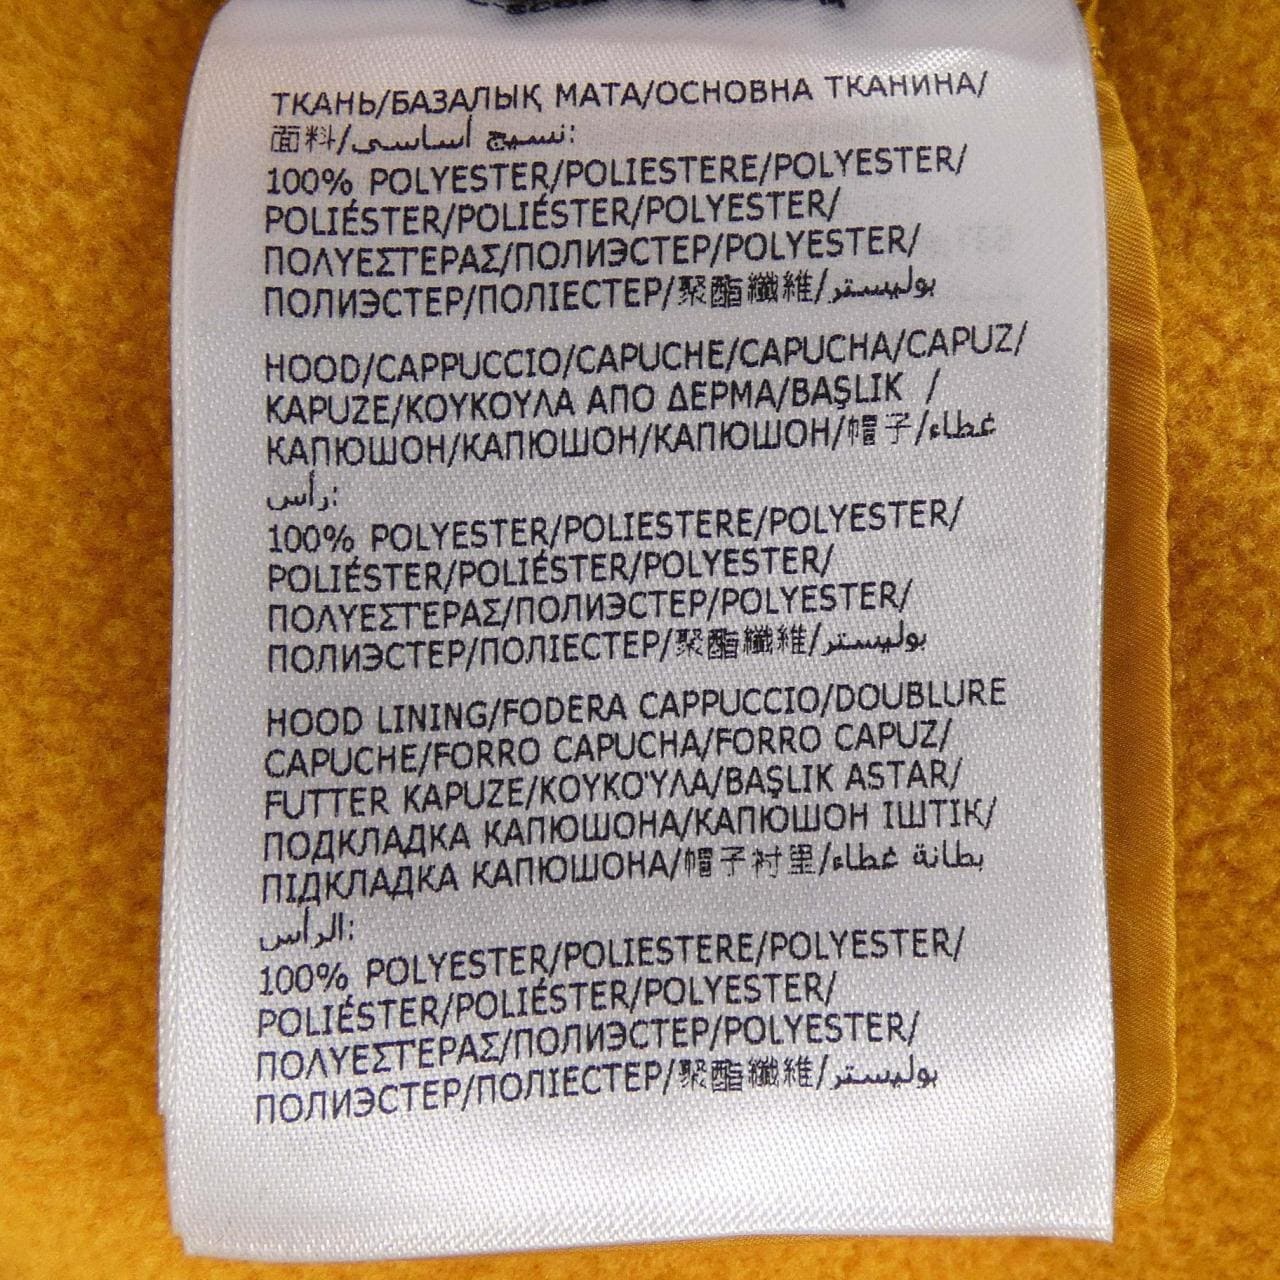 ТКАНЬ/БАЗАЛЫҚ МАТА/ОСНОВНА ТКАНИНА/
面料/نسيج أساسى:
100% POLYESTER/POLIESTERE/POLYESTER/
POLIÉSTER/POLIÉSTER/POLYESTER/
ΠΟΛΥΕΣΤΕΡΑΣ/ПОЛИЭСТЕР/POLYESTER/
ПОЛИЭСТЕР/ПОЛІЕСТЕР/聚酯纖維/بوليستر
HOOD/CAPPUCCIO/CAPUCHE/CAPUCHA/CAPUZ/
KAPUZE/ΚΟΥΚΟΥΛΑ ΑΠΟ ΔΕΡΜΑ/BAŞLIK /
КАПЮШОН/КАПЮШОН/КАПЮШОН/帽子/غطاء
رأس:
100% POLYESTER/POLIESTERE/POLYESTER/
POLIÉSTER/POLIÉSTER/POLYESTER/
ΠΟΛΥΕΣΤΕΡΑΣ/ПОЛИЭСТЕР/POLYESTER/
ПОЛИЭСТЕР/ПОЛІЕСТЕР/聚酯纖維/بوليستر
HOOD LINING/FODERA CAPPUCCIO/DOUBLURE
CAPUCHE/FORRO CAPUCHA/FORRO CAPUZ/
FUTTER KAPUZE/ΚΟΥΚΟΎΛΑ/BAŞLIK ASTAR/
ПОДКЛАДКА КАПЮШОНА/КАПЮШОН ІШТІК/
ПІДКЛАДКА КАПЮШОНА/帽子衬里/بطانة غطاء
الرأس:
100% POLYESTER/POLIESTERE/POLYESTER/
POLIÉSTER/POLIÉSTER/POLYESTER/
ΠΟΛΥΕΣΤΕΡΑΣ/ПОЛИЭСТЕР/POLYESTER/
ПОЛИЭСТЕР/ПОЛІЕСТЕР/聚酯纖維/بوليستر